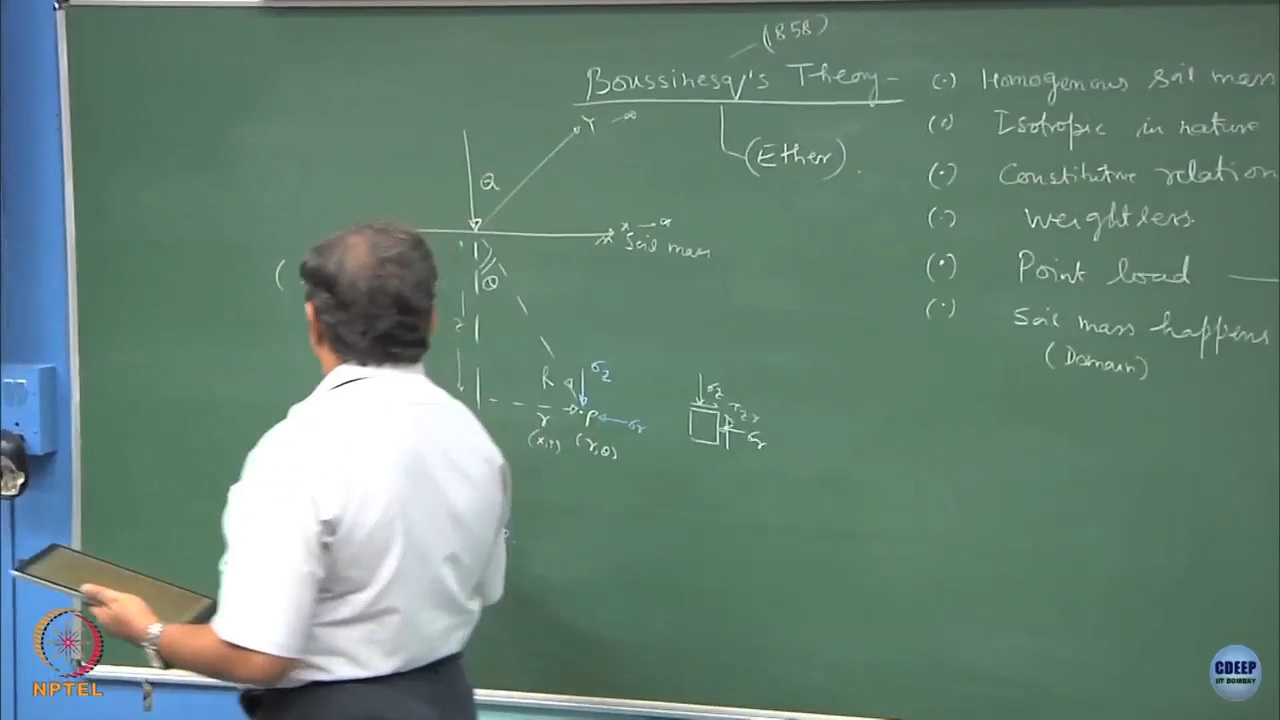 (1858)
Boussinesq's Theory
(Ether).
Y → ∞
Q
x → ∞
Soil mass
θ
z
R
σz
r
P
σr
(x,y) (r,θ)
σz
τzr
σr
(•) Homogenous Soil mass
(•) Isotropic in nature
(•) Constitutive relation
(•) weightless.
(•) Point load
(•) Soil mass happens
(Domain)
NPTEL
CDEEP
IIT BOMBAY